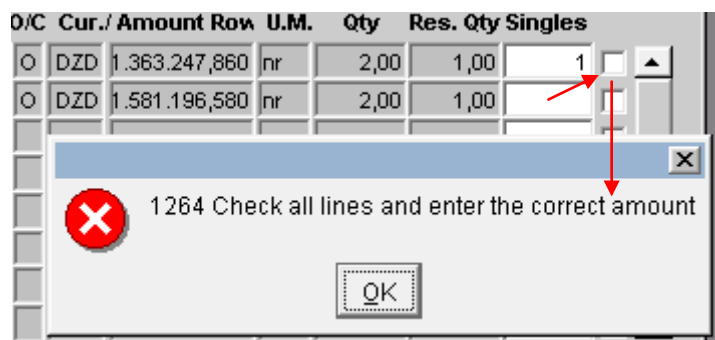 O/C Cur./ Amount Row U.M. Qty Res. Qty Singles
O DZD 1.363.247,860 nr 2,00 1,00 1
O DZD 1.581.196,580 nr 2,00 1,00
1264 Check all lines and enter the correct amount
OK